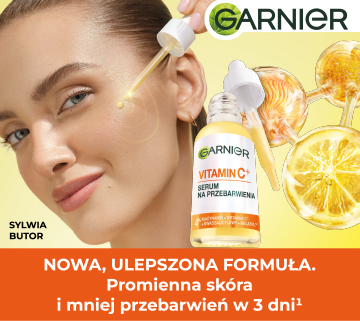 GARNIER
GARNIER
VITAMIN C+
SERUM
NA PRZEBARWIENIA
SYLWIA
BUTOR
NOWA, ULEPSZONA FORMUŁA.
Promienna skóra
i mniej przebarwień w 3 dni¹